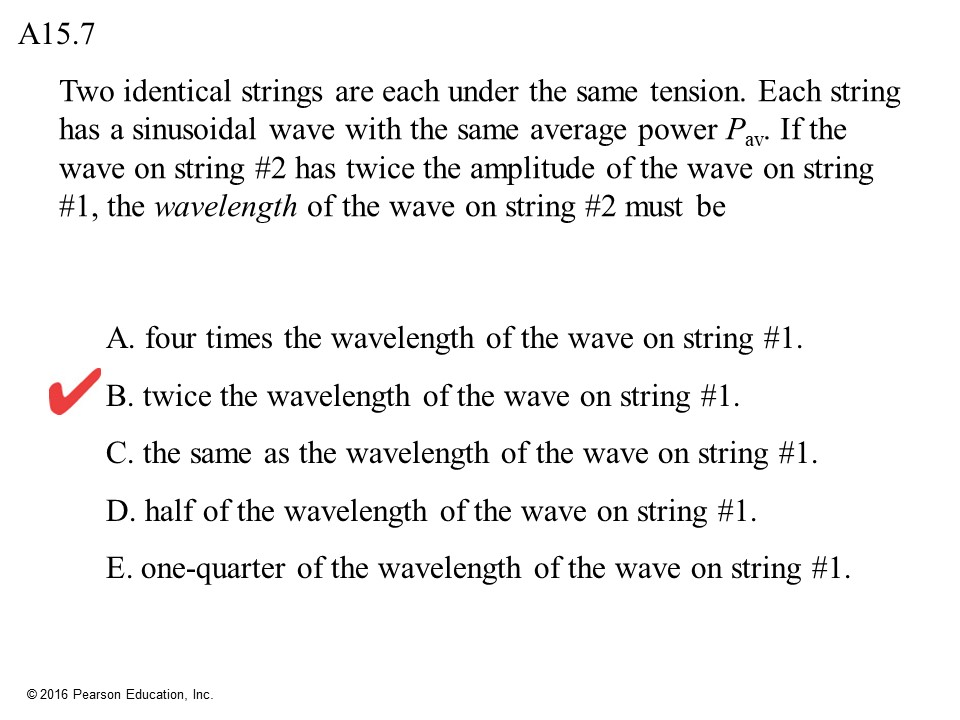 A15.7
Two identical strings are each under the same tension. Each string
has a sinusoidal wave with the same average power Pav. If the
wave on string #2 has twice the amplitude of the wave on string
#1, the wavelength of the wave on string #2 must be
A. four times the wavelength of the wave on string #1.
B. twice the wavelength of the wave on string #1.
C. the same as the wavelength of the wave on string #1.
D. half of the wavelength of the wave on string #1.
E. one-quarter of the wavelength of the wave on string #1.
© 2016 Pearson Education, Inc.